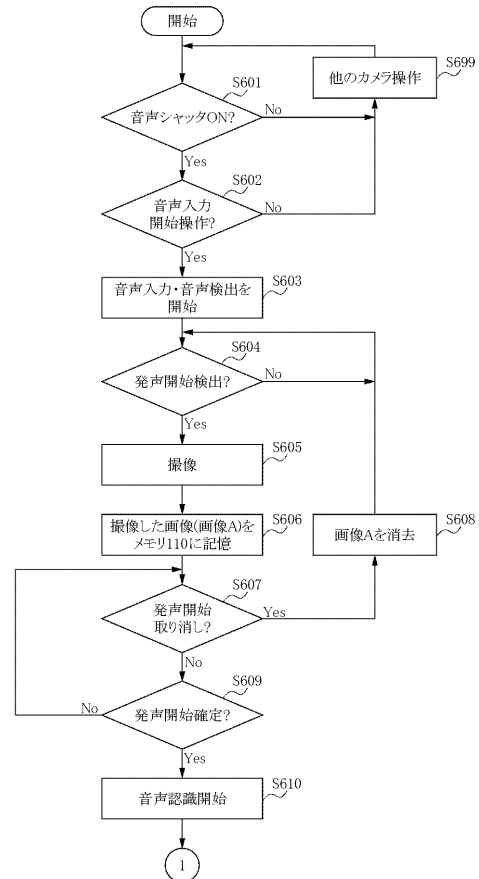 開始
S699
他のカメラ操作
S601
音声シャッタON?
No
Yes
S602
音声入力
開始操作?
No
Yes
S603
音声入力・音声検出を
開始
S604
発声開始検出?
No
Yes
S605
撮像
S606
撮像した画像(画像A)を
メモリ110に記憶
S608
画像Aを消去
S607
発声開始
取り消し?
Yes
No
S609
発声開始確定?
No
Yes
S610
音声認識開始
1